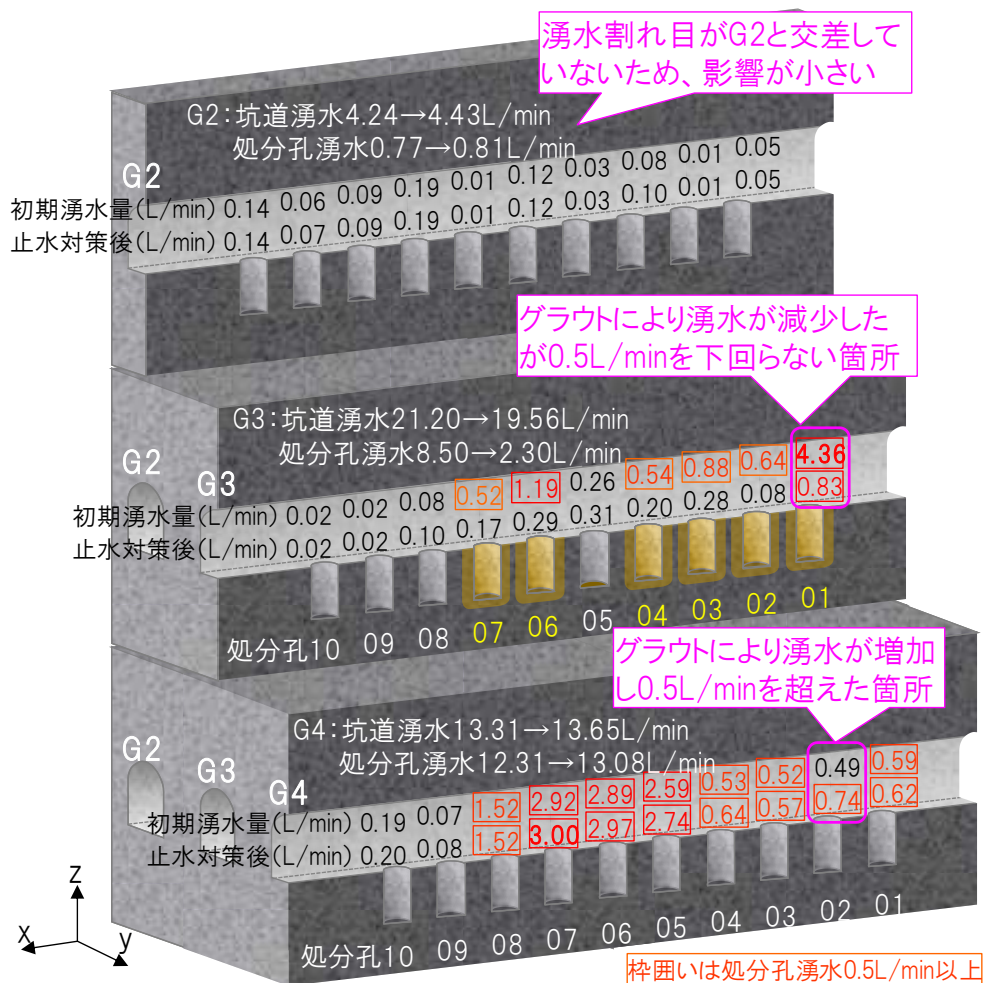 湧水割れ目がG2と交差して
いないため、影響が小さい
G2：坑道湧水4.24→4.43L/min
処分孔湧水0.77→0.81L/min
G2
初期湧水量(L/min) 0.14 0.06 0.09 0.19 0.01 0.12 0.03 0.08 0.01 0.05
止水対策後(L/min) 0.14 0.07 0.09 0.19 0.01 0.12 0.03 0.10 0.01 0.05
グラウトにより湧水が減少した
が0.5L/minを下回らない箇所
G3：坑道湧水21.20→19.56L/min
処分孔湧水8.50→2.30L/min
G2
G3
初期湧水量(L/min) 0.02 0.02 0.08 0.52 1.19 0.26 0.54 0.88 0.64 4.36
止水対策後(L/min) 0.02 0.02 0.10 0.17 0.29 0.31 0.20 0.28 0.08 0.83
処分孔10 09 08 07 06 05 04 03 02 01
グラウトにより湧水が増加
し0.5L/minを超えた箇所
G4：坑道湧水13.31→13.65L/min
処分孔湧水12.31→13.08L/min
G2
G3
G4
初期湧水量(L/min) 0.19 0.07 1.52 2.92 2.89 2.59 0.53 0.52 0.49 0.59
止水対策後(L/min) 0.20 0.08 1.52 3.00 2.97 2.74 0.64 0.57 0.74 0.62
処分孔10 09 08 07 06 05 04 03 02 01
z
x
y
枠囲いは処分孔湧水0.5L/min以上